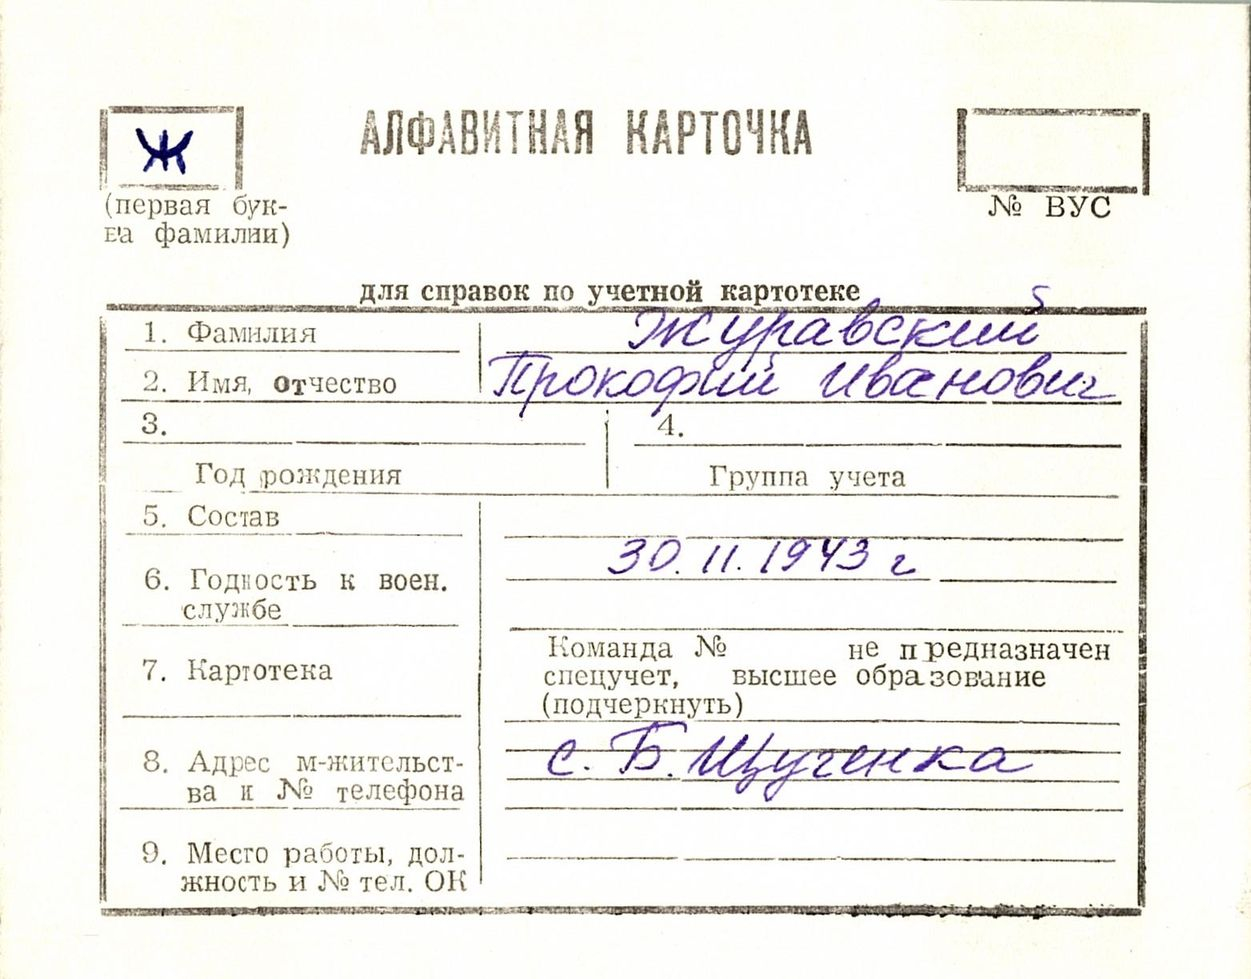 Ж
АЛФАВИТНАЯ КАРТОЧКА
(первая бук-
ва фамилии)
№ ВУС
для справок по учетной картотеке
1. Фамилия Журавский
2. Имя, отчество Прокофий Иванович
3. 4.
Год рождения Группа учета
5. Состав
30.11.1943 г
6. Годность к воен.
службе
7. Картотека
Команда № не предназначен
спецучет, высшее образование
(подчеркнуть)
8. Адрес м-жительст-
ва и № телефона
с. Б. Щученка
9. Место работы, дол-
жность и № тел. ОК